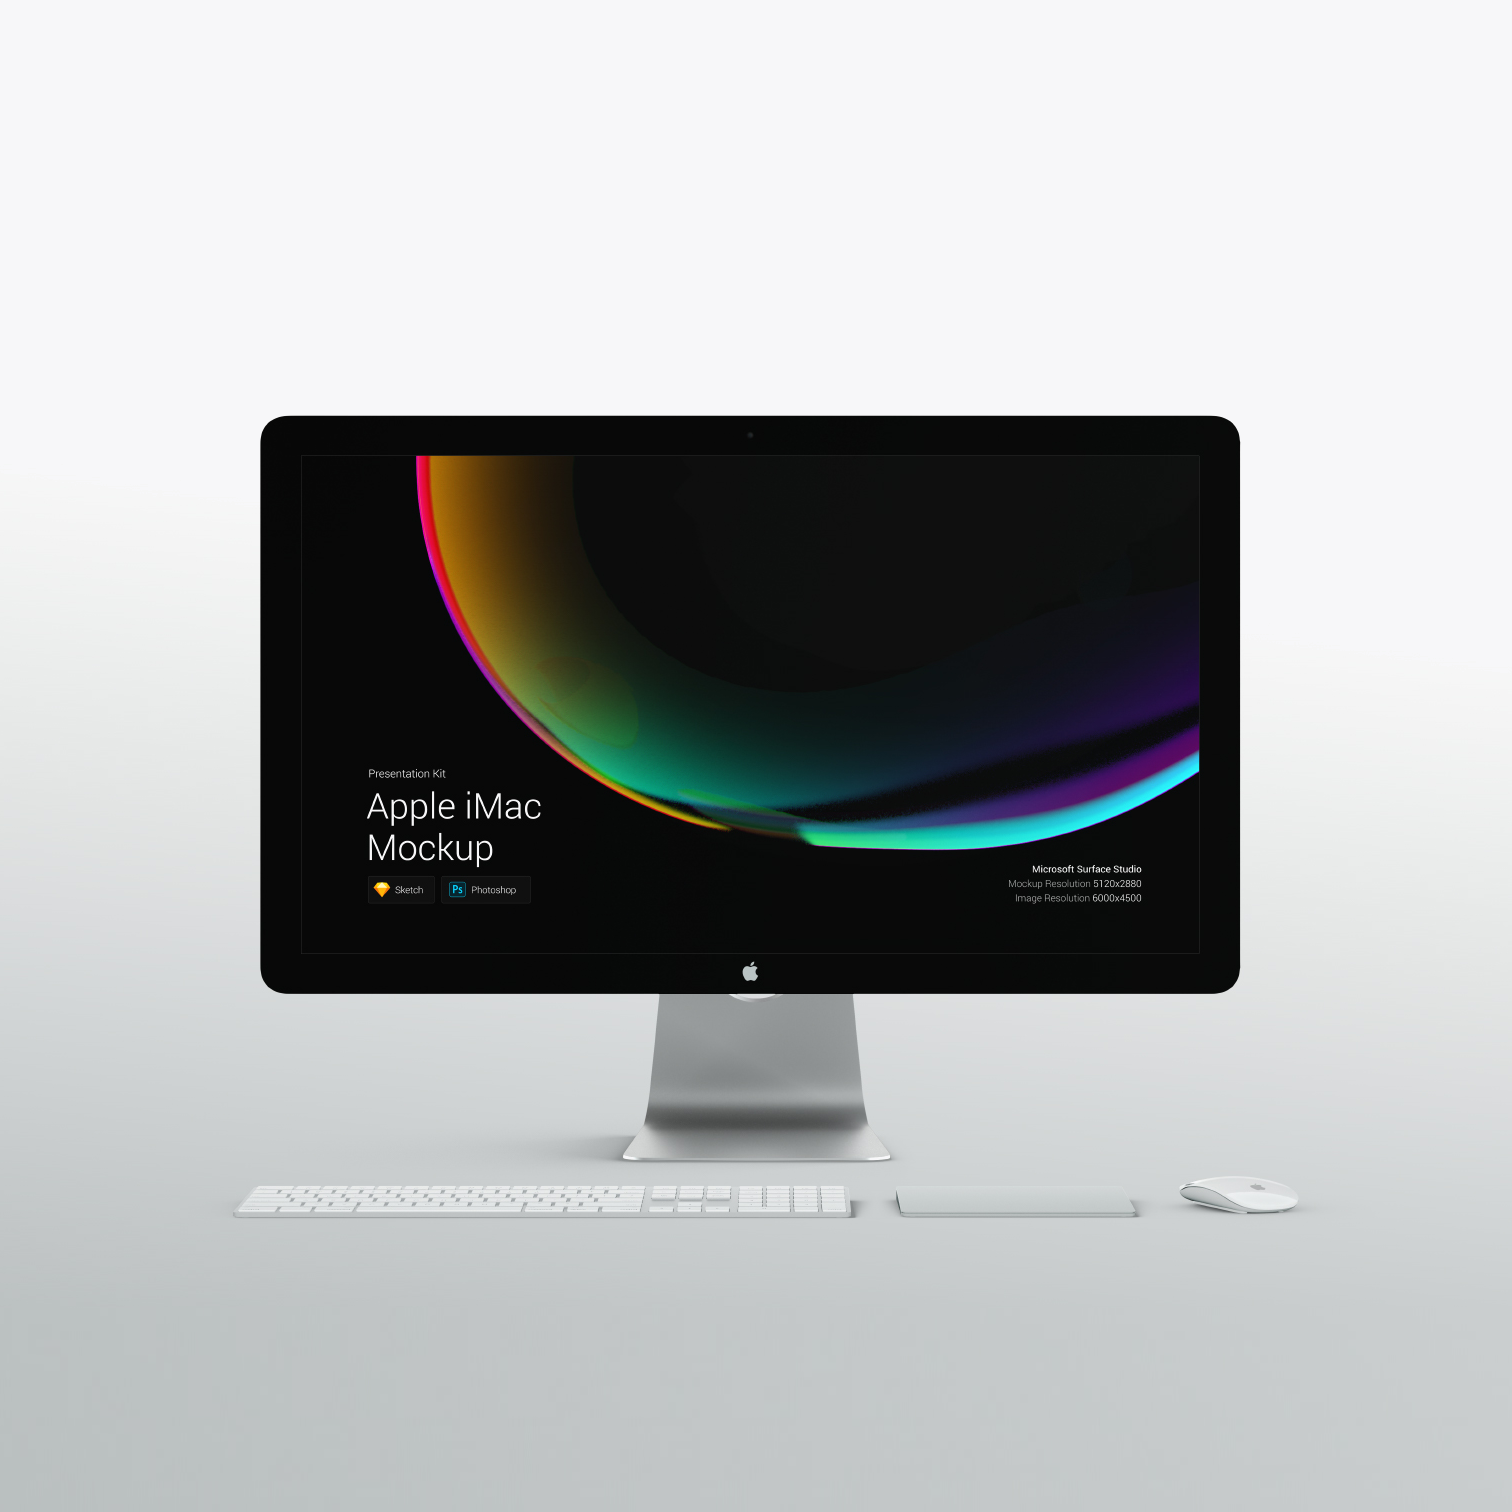 Presentation Kit
Apple iMac
Mockup
Sketch
Ps Photoshop
Microsoft Surface Studio
Mockup Resolution 5120x2880
Image Resolution 6000x4500